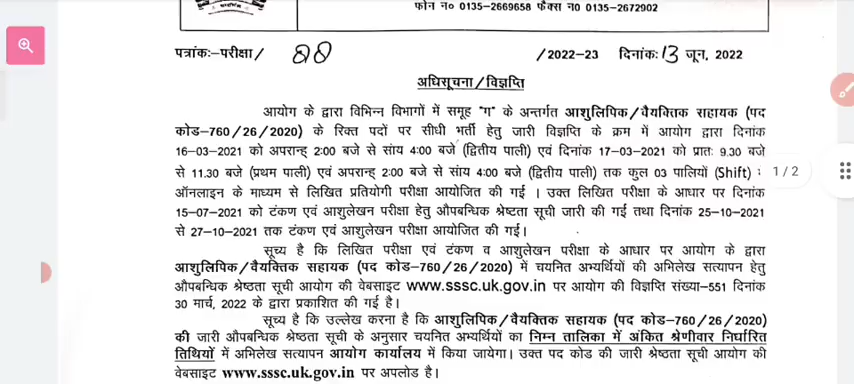 फोन न० 0135-2669658 फैक्स न0 0135-2672902
पत्रांकः-परीक्षा/ /2022-23 दिनांकः 13 जून, 2022
अधिसूचना/विज्ञप्ति
आयोग के द्वारा विभिन्न विभागों में समूह "ग" के अन्तर्गत आशुलिपिक/वैयक्तिक सहायक (पद
कोड-760/26/2020) के रिक्त पदों पर सीधी भर्ती हेतु जारी विज्ञप्ति के क्रम में आयोग द्वारा दिनांक
16-03-2021 को अपरान्ह 2:00 बजे से सांय 4:00 बजे (द्वितीय पाली) एवं दिनांक 17-03-2021 को प्रातः 9.30 बजे
से 11.30 बजे (प्रथम पाली) एवं अपरान्ह 2:00 बजे से सांय 4:00 बजे (द्वितीय पाली) तक कुल 03 पालियों (Shift) :
1/2
ऑनलाइन के माध्यम से लिखित प्रतियोगी परीक्षा आयोजित की गई । उक्त लिखित परीक्षा के आधार पर दिनांक
15-07-2021 को टंकण एवं आशुलेखन परीक्षा हेतु औपबन्धिक श्रेष्ठता सूची जारी की गई तथा दिनांक 25-10-2021
से 27-10-2021 तक टंकण एवं आशुलेखन परीक्षा आयोजित की गई।
सूच्य है कि लिखित परीक्षा एवं टंकण व आशुलेखन परीक्षा के आधार पर आयोग के द्वारा
आशुलिपिक/वैयक्तिक सहायक (पद कोड-760/26/2020) में चयनित अभ्यर्थियों की अभिलेख सत्यापन हेतु
औपबन्धिक श्रेष्ठता सूची आयोग की वेबसाइट www.sssc.uk.gov.in पर आयोग की विज्ञप्ति संख्या-551 दिनांक
30 मार्च, 2022 के द्वारा प्रकाशित की गई है।
सूच्य है कि उल्लेख करना है कि आशुलिपिक/वैयक्तिक सहायक (पद कोड-760/26/2020)
की जारी औपबन्धिक श्रेष्ठता सूची के अनुसार चयनित अभ्यर्थियों का निम्न तालिका में अंकित श्रेणीवार निर्धारित
तिथियों में अभिलेख सत्यापन आयोग कार्यालय में किया जायेगा। उक्त पद कोड की जारी श्रेष्ठता सूची आयोग की
वेबसाइट www.sssc.uk.gov.in पर अपलोड है।